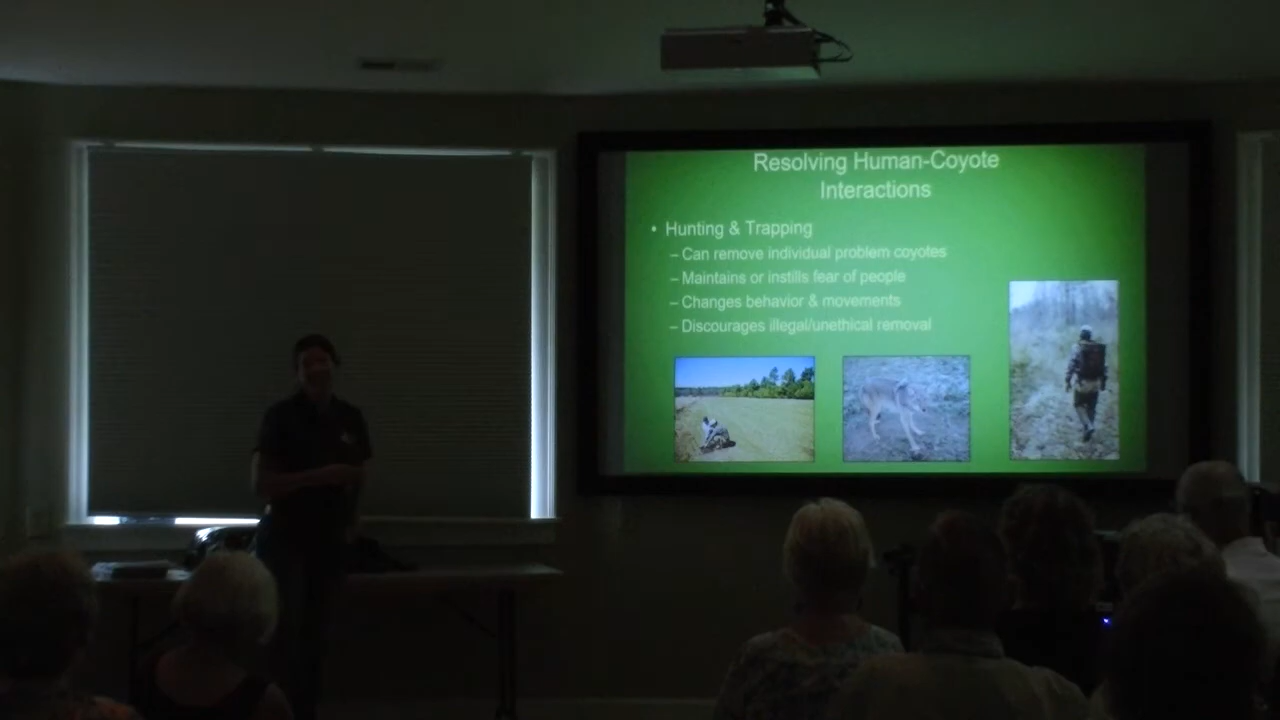 Resolving Human-Coyote
Interactions
• Hunting & Trapping
– Can remove individual problem coyotes
– Maintains or instills fear of people
– Changes behavior & movements
– Discourages illegal/unethical removal